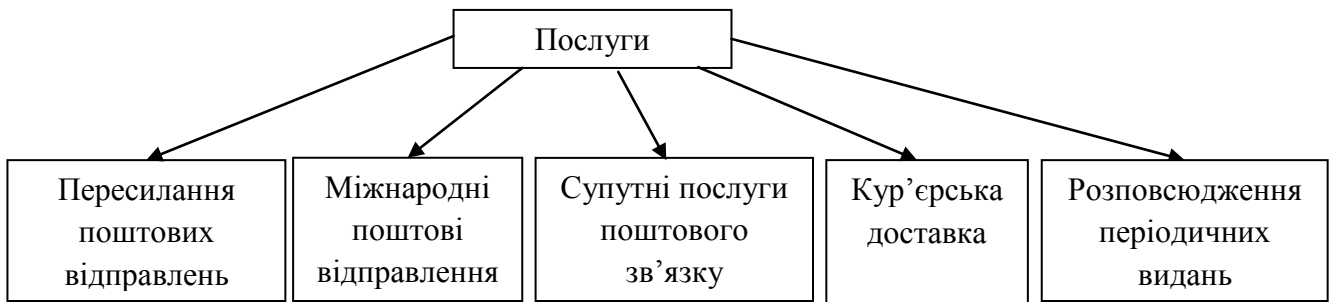 Послуги
Пересилання
поштових
відправлень
Міжнародні
поштові
відправлення
Супутні послуги
поштового
зв’язку
Кур’єрська
доставка
Розповсюдження
періодичних
видань